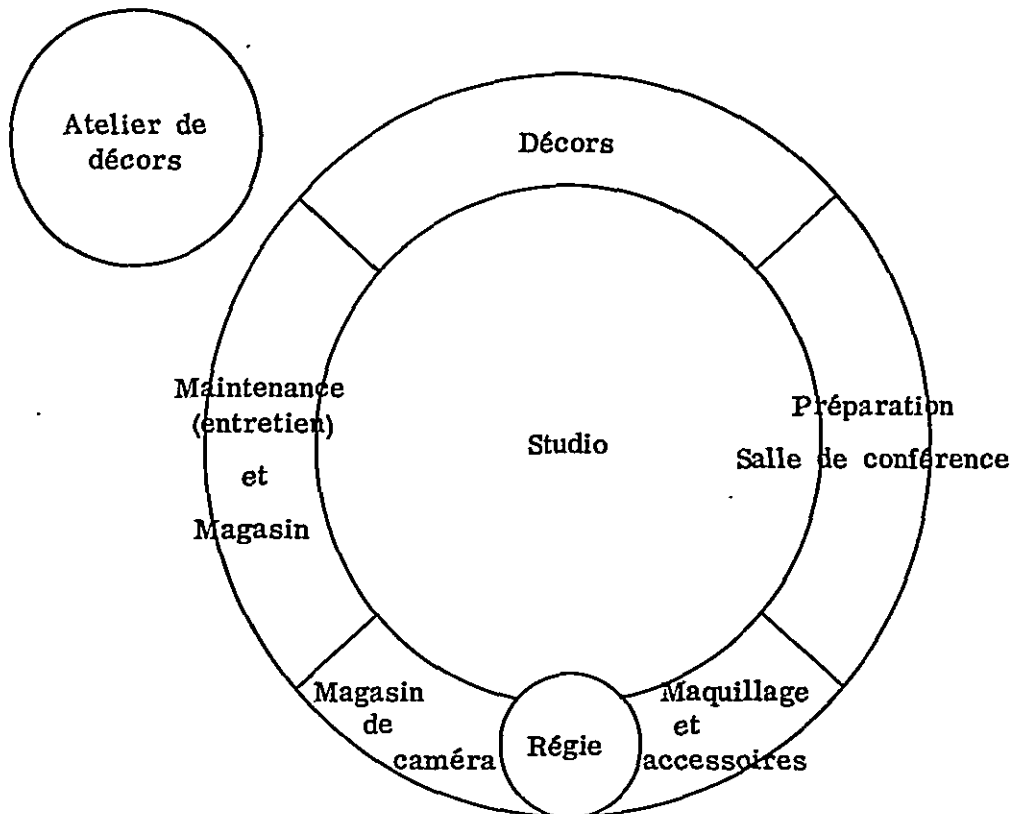 Atelier de
décors
Décors
Maintenance
(entretien)
et
Magasin
Studio
Préparation
Salle de conférence
Magasin
de
caméra
Régie
Maquillage
et
accessoires